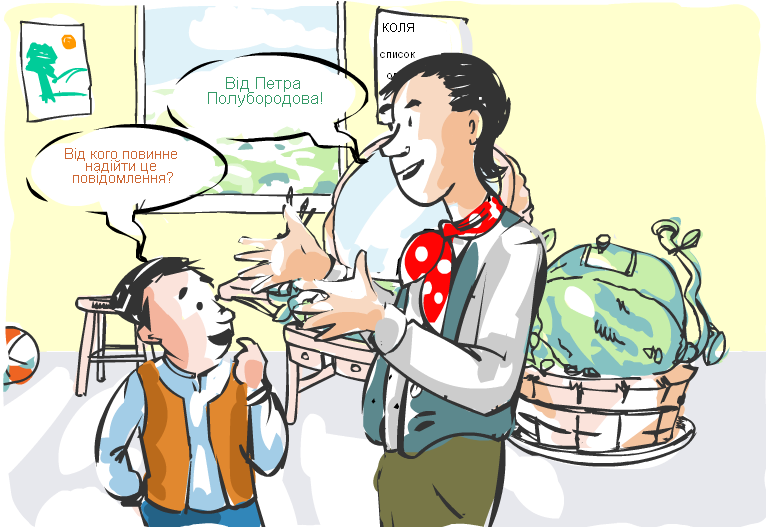 КОЛЯ
список
Від Петра
Полубородова!
Від кого повинне
надійти це
повідомлення?